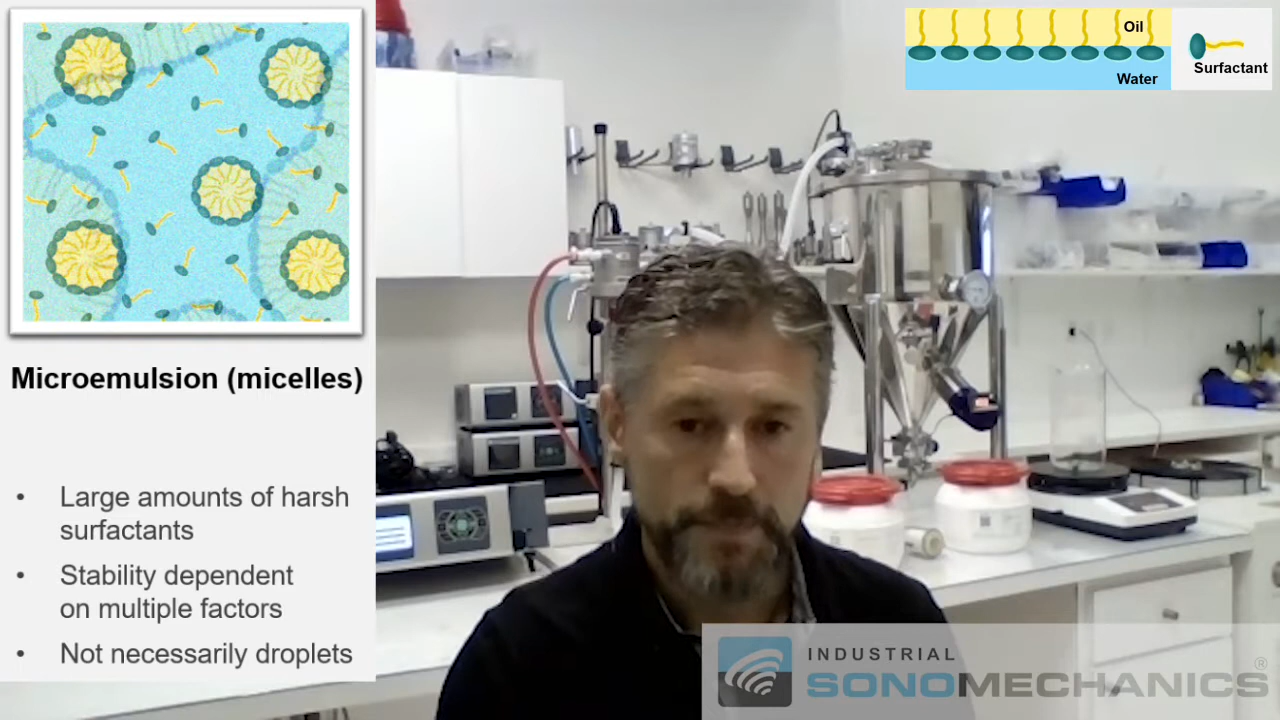 Oil
Water
Surfactant
Microemulsion (micelles)
• Large amounts of harsh
surfactants
• Stability dependent
on multiple factors
• Not necessarily droplets
INDUSTRIAL
SONOMECHANICS®